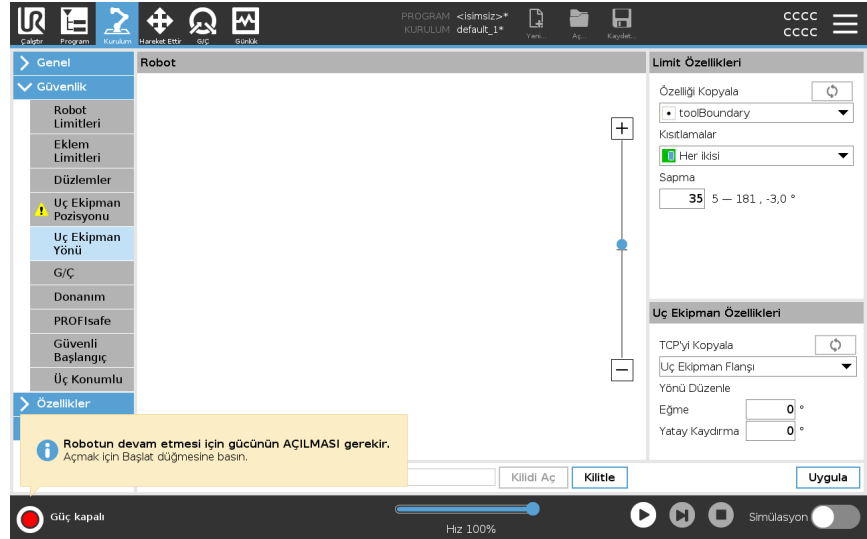 Çalıştır
Program
Kurulum
Hareket Ettir
G/Ç
Günlük
PROGRAM <isimsiz>*
KURULUM default_1*
Yeni...
Aç...
Kaydet...
cccc
cccc
Genel
Güvenlik
Robot
Limitleri
Eklem
Limitleri
Düzlemler
Uç Ekipman
Pozisyonu
Uç Ekipman
Yönü
G/Ç
Donanım
PROFIsafe
Güvenli
Başlangıç
Üç Konumlu
Özellikler
Robot
Limit Özellikleri
Özelliği Kopyala
toolBoundary
Kısıtlamalar
Her ikisi
Sapma
35 5 — 181 , -3,0 °
Uç Ekipman Özellikleri
TCP'yi Kopyala
Uç Ekipman Flanşı
Yönü Düzenle
Eğme 0 °
Yatay Kaydırma 0 °
Robotun devam etmesi için gücünün AÇILMASI gerekir.
Açmak için Başlat düğmesine basın.
Kilidi Aç
Kilitle
Uygula
Güç kapalı
Hız 100%
Simülasyon